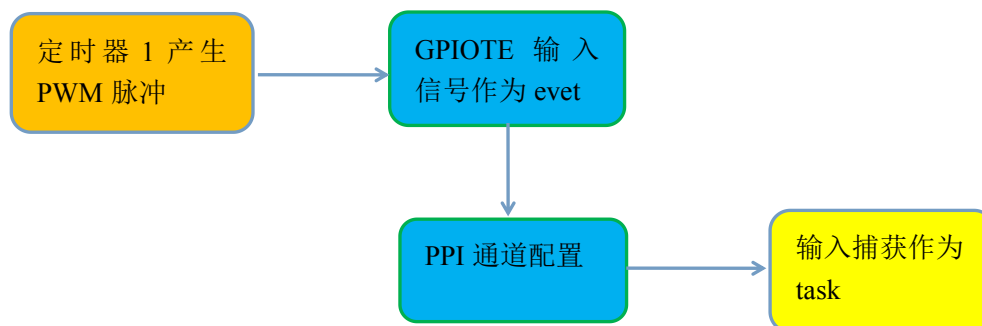 定时器 1 产生
PWM 脉冲
GPIOTE 输入
信号作为 evet
PPI 通道配置
输入捕获作为
task